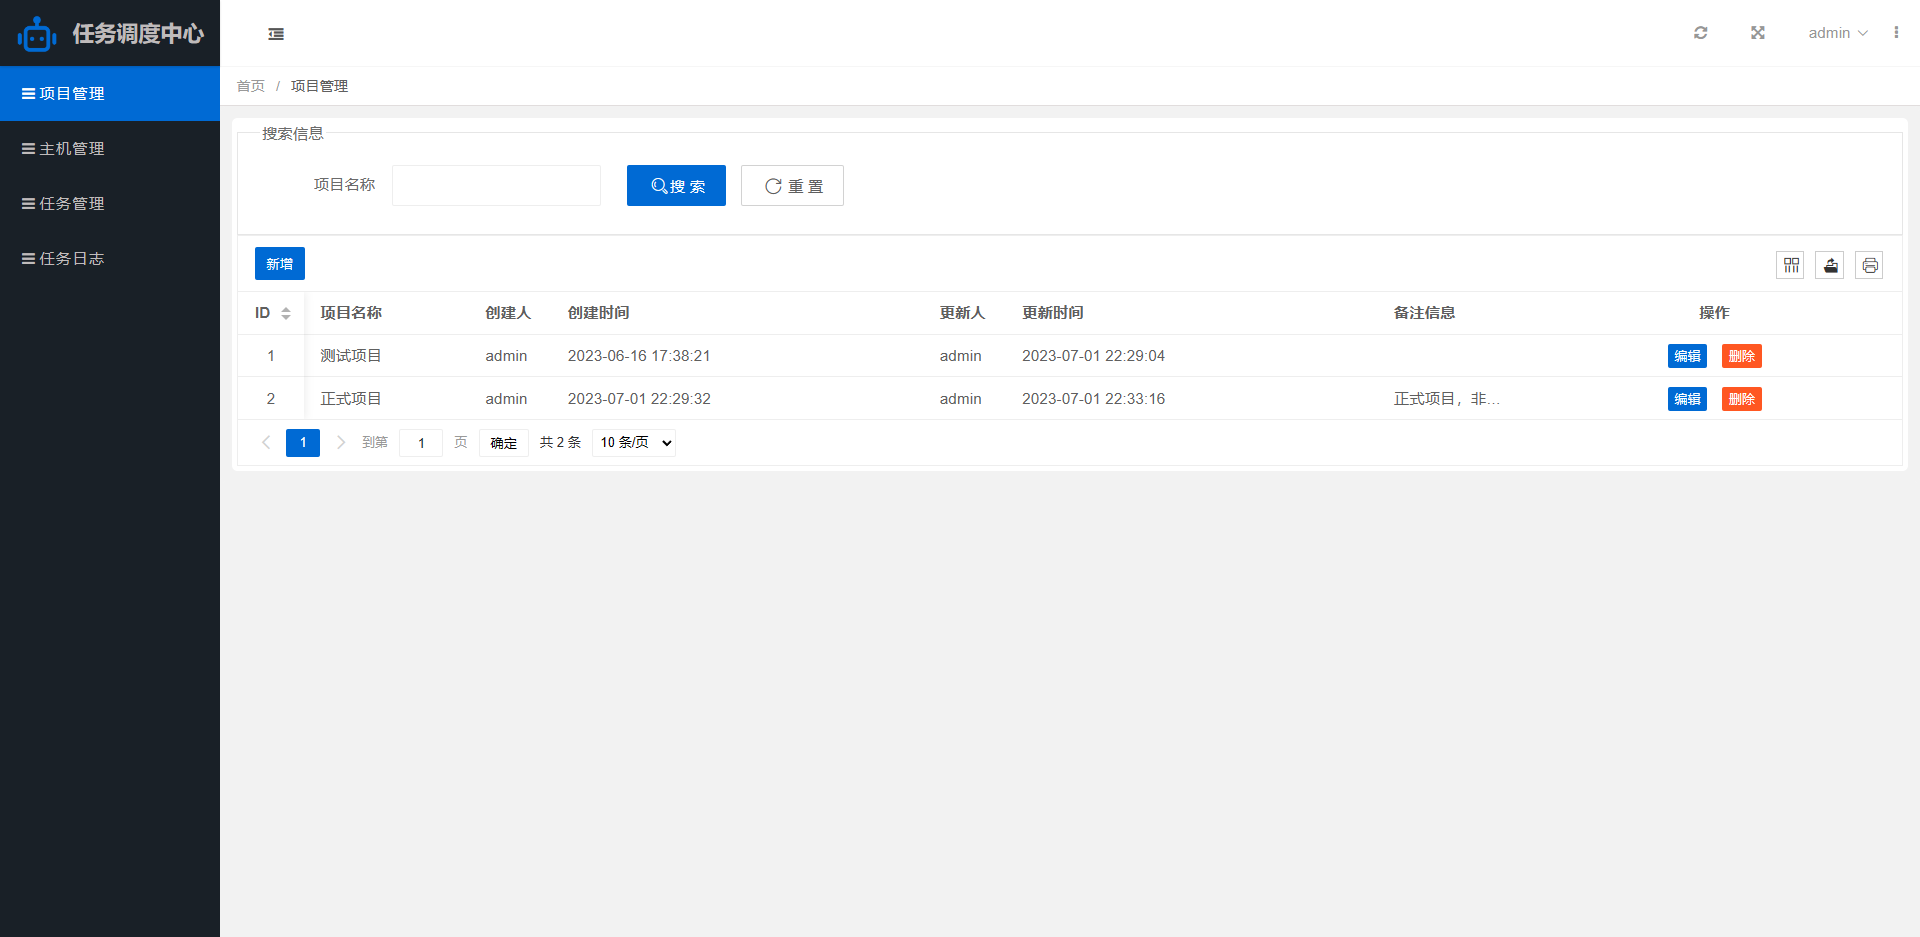 任务调度中心
admin
项目管理
主机管理
任务管理
任务日志
首页 / 项目管理
搜索信息
项目名称
搜 索
重 置
新增
ID 项目名称 创建人 创建时间 更新人 更新时间 备注信息 操作
1 测试项目 admin 2023-06-16 17:38:21 admin 2023-07-01 22:29:04 编辑 删除
2 正式项目 admin 2023-07-01 22:29:32 admin 2023-07-01 22:33:16 正式项目，非... 编辑 删除
1 到第 1 页 确定 共 2 条 10 条/页